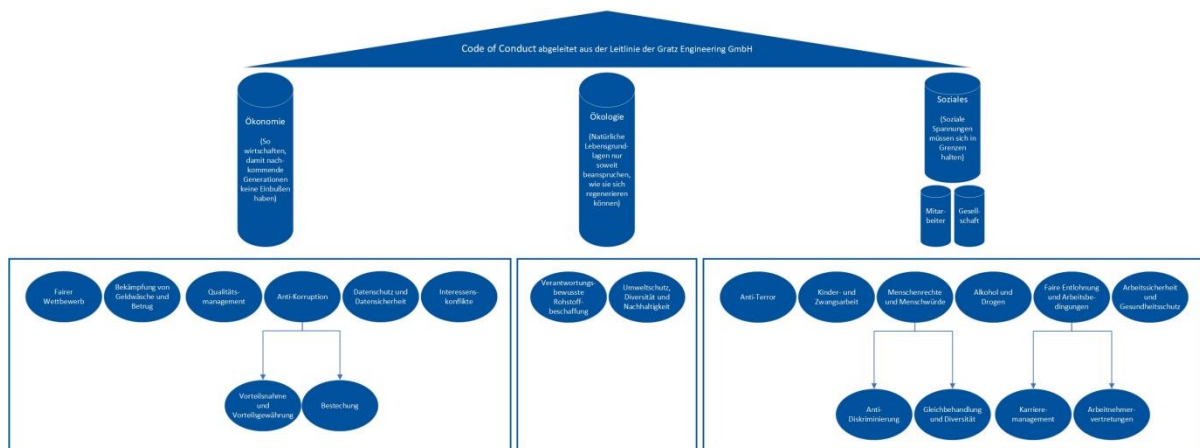 Code of Conduct abgeleitet aus der Leitlinie der Gratz Engineering GmbH
Ökonomie
(So
wirtschaften,
damit nach-
kommende
Generationen
keine Einbußen
haben)
Ökologie
(Natürliche
Lebensgrund-
lagen nur
soweit
beanspruchen,
wie sie sich
regenerieren
können)
Soziales
(Soziale
Spannungen
müssen sich in
Grenzen
halten)
Mitar-
beiter
Gesell-
schaft
Fairer
Wettbewerb
Bekämpfung von
Geldwäsche und
Betrug
Qualitäts-
management
Anti-Korruption
Datenschutz und
Datensicherheit
Interessens-
konflikte
Vorteilsnahme
und
Vorteilsgewährung
Bestechung
Verantwortungs-
bewusste
Rohstoff-
beschaffung
Umweltschutz,
Diversität und
Nachhaltigkeit
Anti-Terror
Kinder- und
Zwangsarbeit
Menschenrechte
und Menschwürde
Alkohol und
Drogen
Faire Entlohnung
und Arbeitsbe-
dingungen
Arbeitssicherheit
und
Gesundheitsschutz
Anti-
Diskriminierung
Gleichbehandlung
und Diversität
Karriere-
management
Arbeitnehmer-
vertretungen